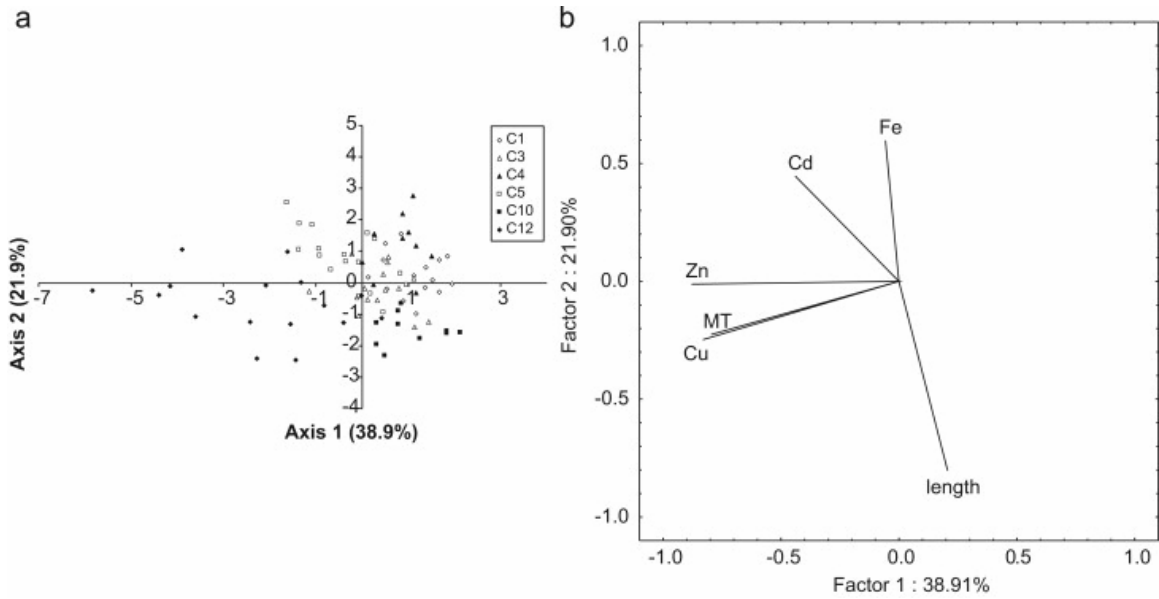 a
5
4
3
2
1
0
-1
-2
-3
-4
-7
-5
-3
-1
1
3
C1
C3
C4
C5
C10
C12
Axis 2 (21.9%)
Axis 1 (38.9%)
b
1.0
0.5
0.0
-0.5
-1.0
Factor 2 : 21.90%
Fe
Cd
Zn
MT
Cu
length
-1.0
-0.5
0.0
0.5
1.0
Factor 1 : 38.91%